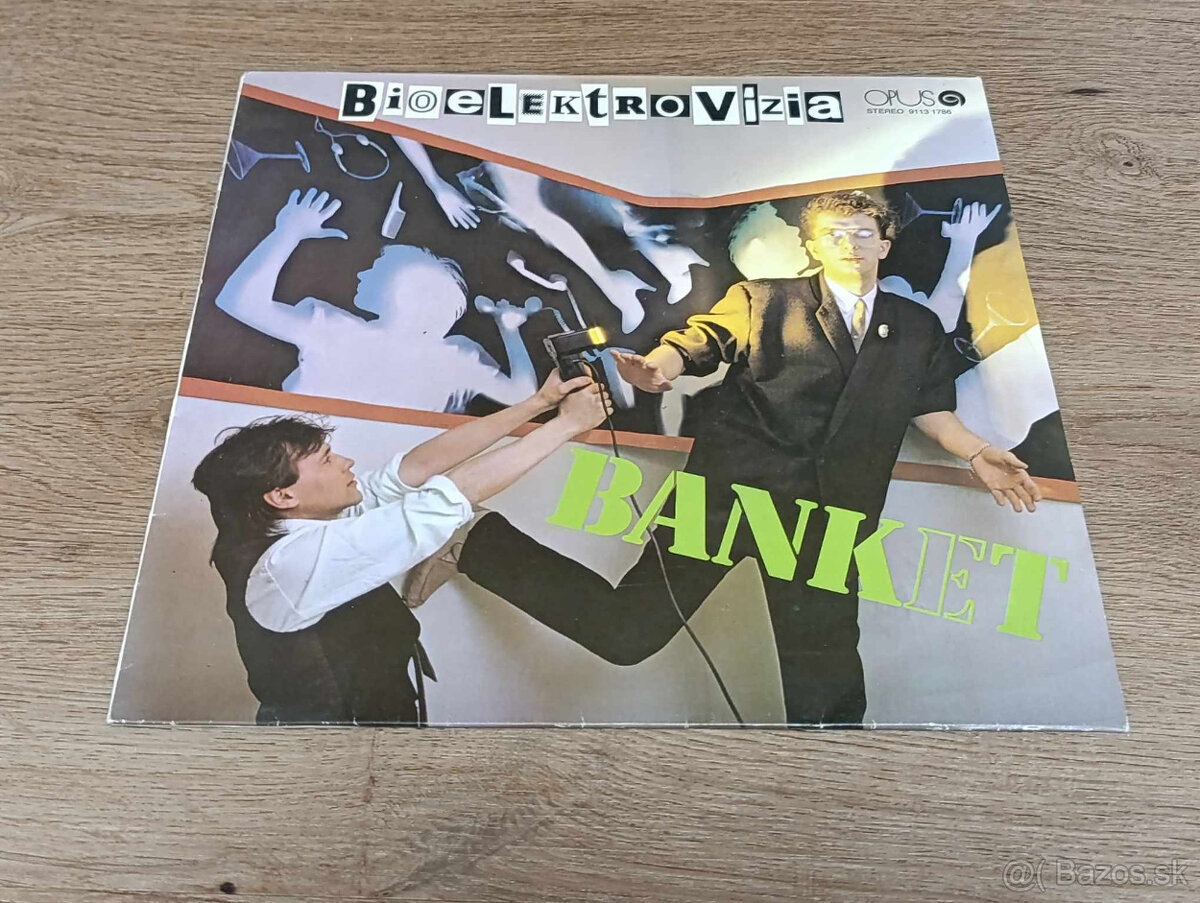 BioeLEKtROVizia
OPUS
STEREO 9113 1786
BANKET
@( Bazos.sk